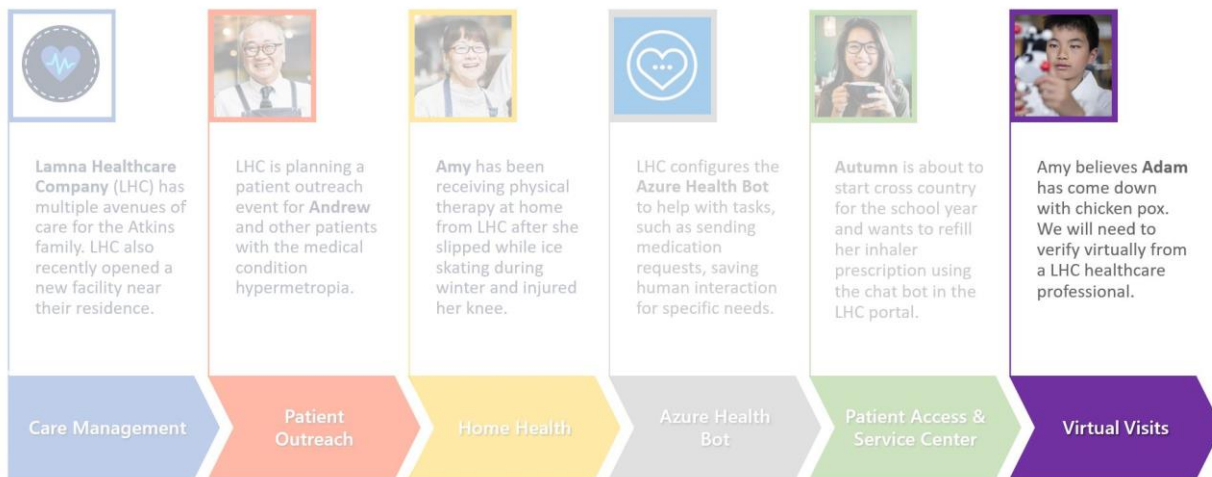 Lamna Healthcare
Company (LHC) has
multiple avenues of
care for the Atkins
family. LHC also
recently opened a
new facility near
their residence.
LHC is planning a
patient outreach
event for Andrew
and other patients
with the medical
condition
hypermetropia.
Amy has been
receiving physical
therapy at home
from LHC after she
slipped while ice
skating during
winter and injured
her knee.
LHC configures the
Azure Health Bot
to help with tasks,
such as sending
medication
requests, saving
human interaction
for specific needs.
Autumn is about to
start cross country
for the school year
and wants to refill
her inhaler
prescription using
the chat bot in the
LHC portal.
Amy believes Adam
has come down
with chicken pox.
We will need to
verify virtually from
a LHC healthcare
professional.
Care Management
Patient
Outreach
Home Health
Azure Health
Bot
Patient Access &
Service Center
Virtual Visits